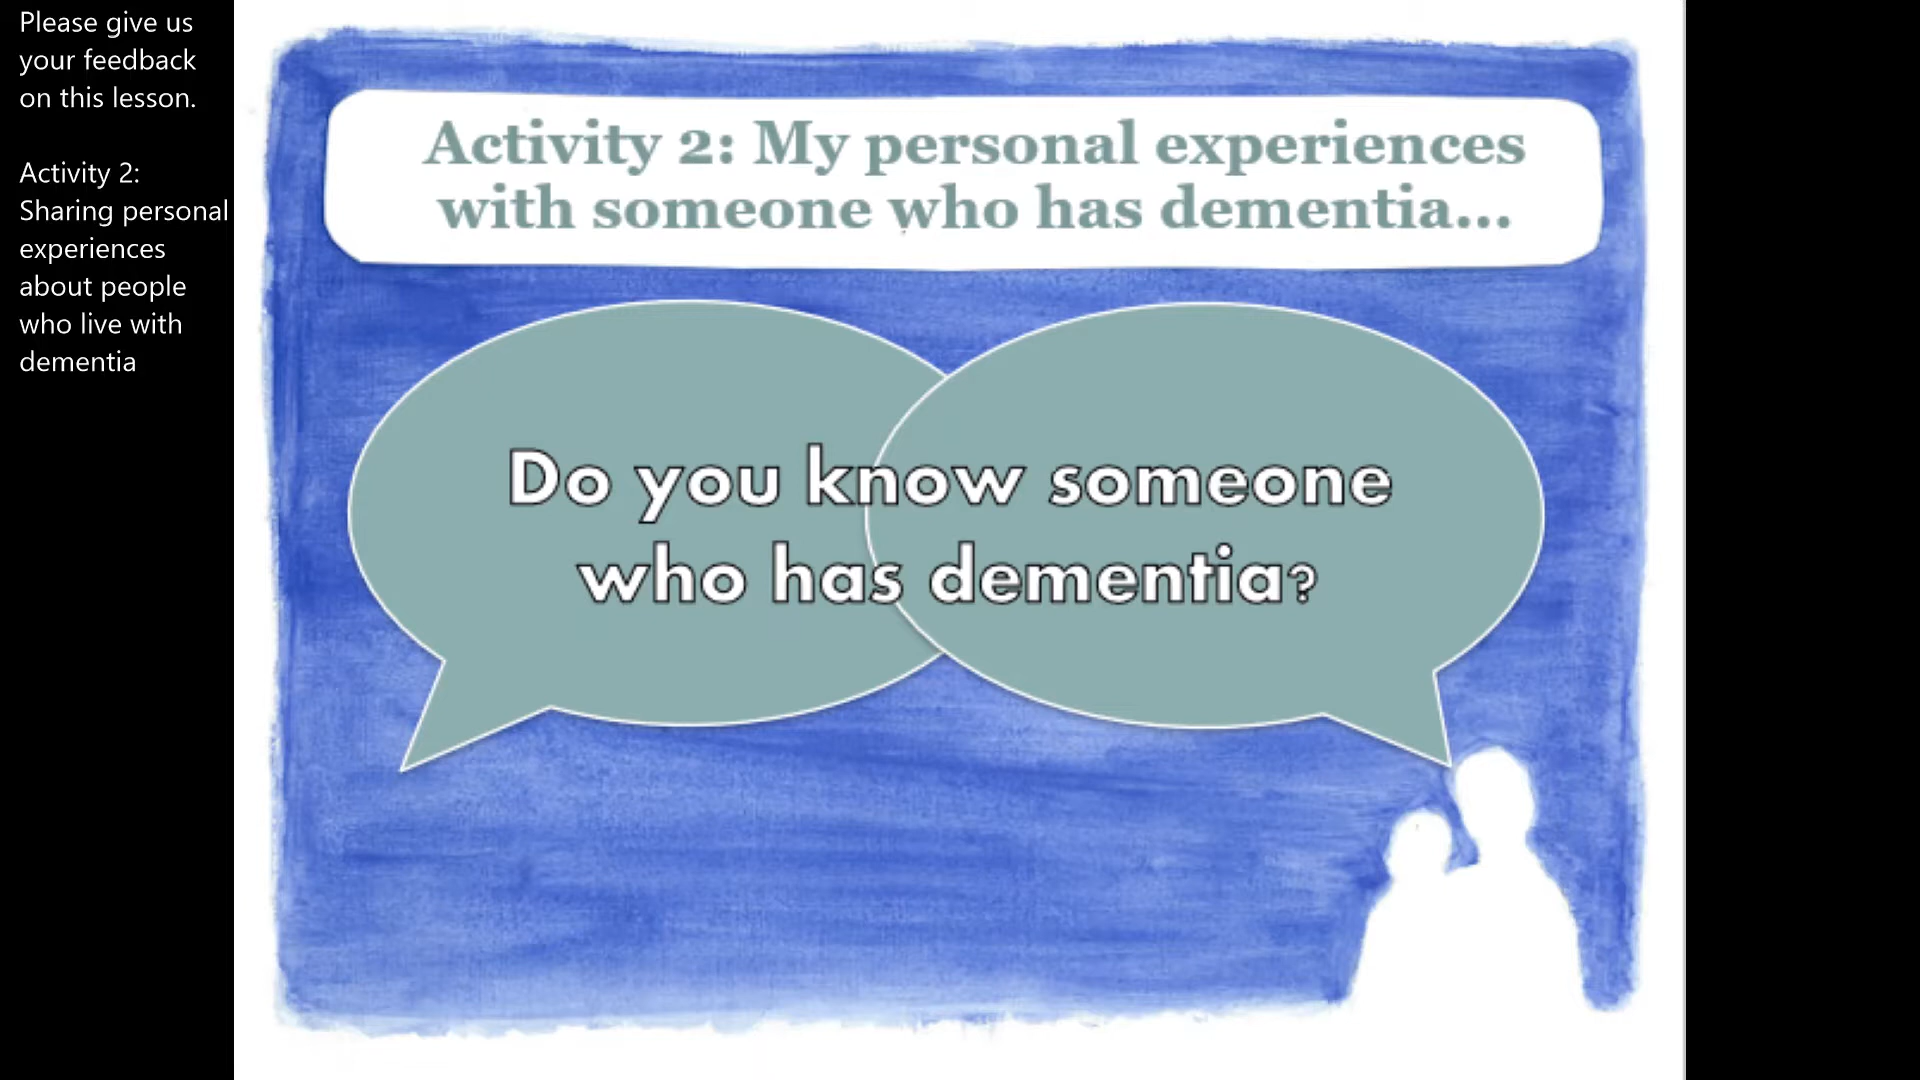 Please give us
your feedback
on this lesson.
Activity 2:
Sharing personal
experiences
about people
who live with
dementia
Activity 2: My personal experiences
with someone who has dementia...
Do you know someone
who has dementia?